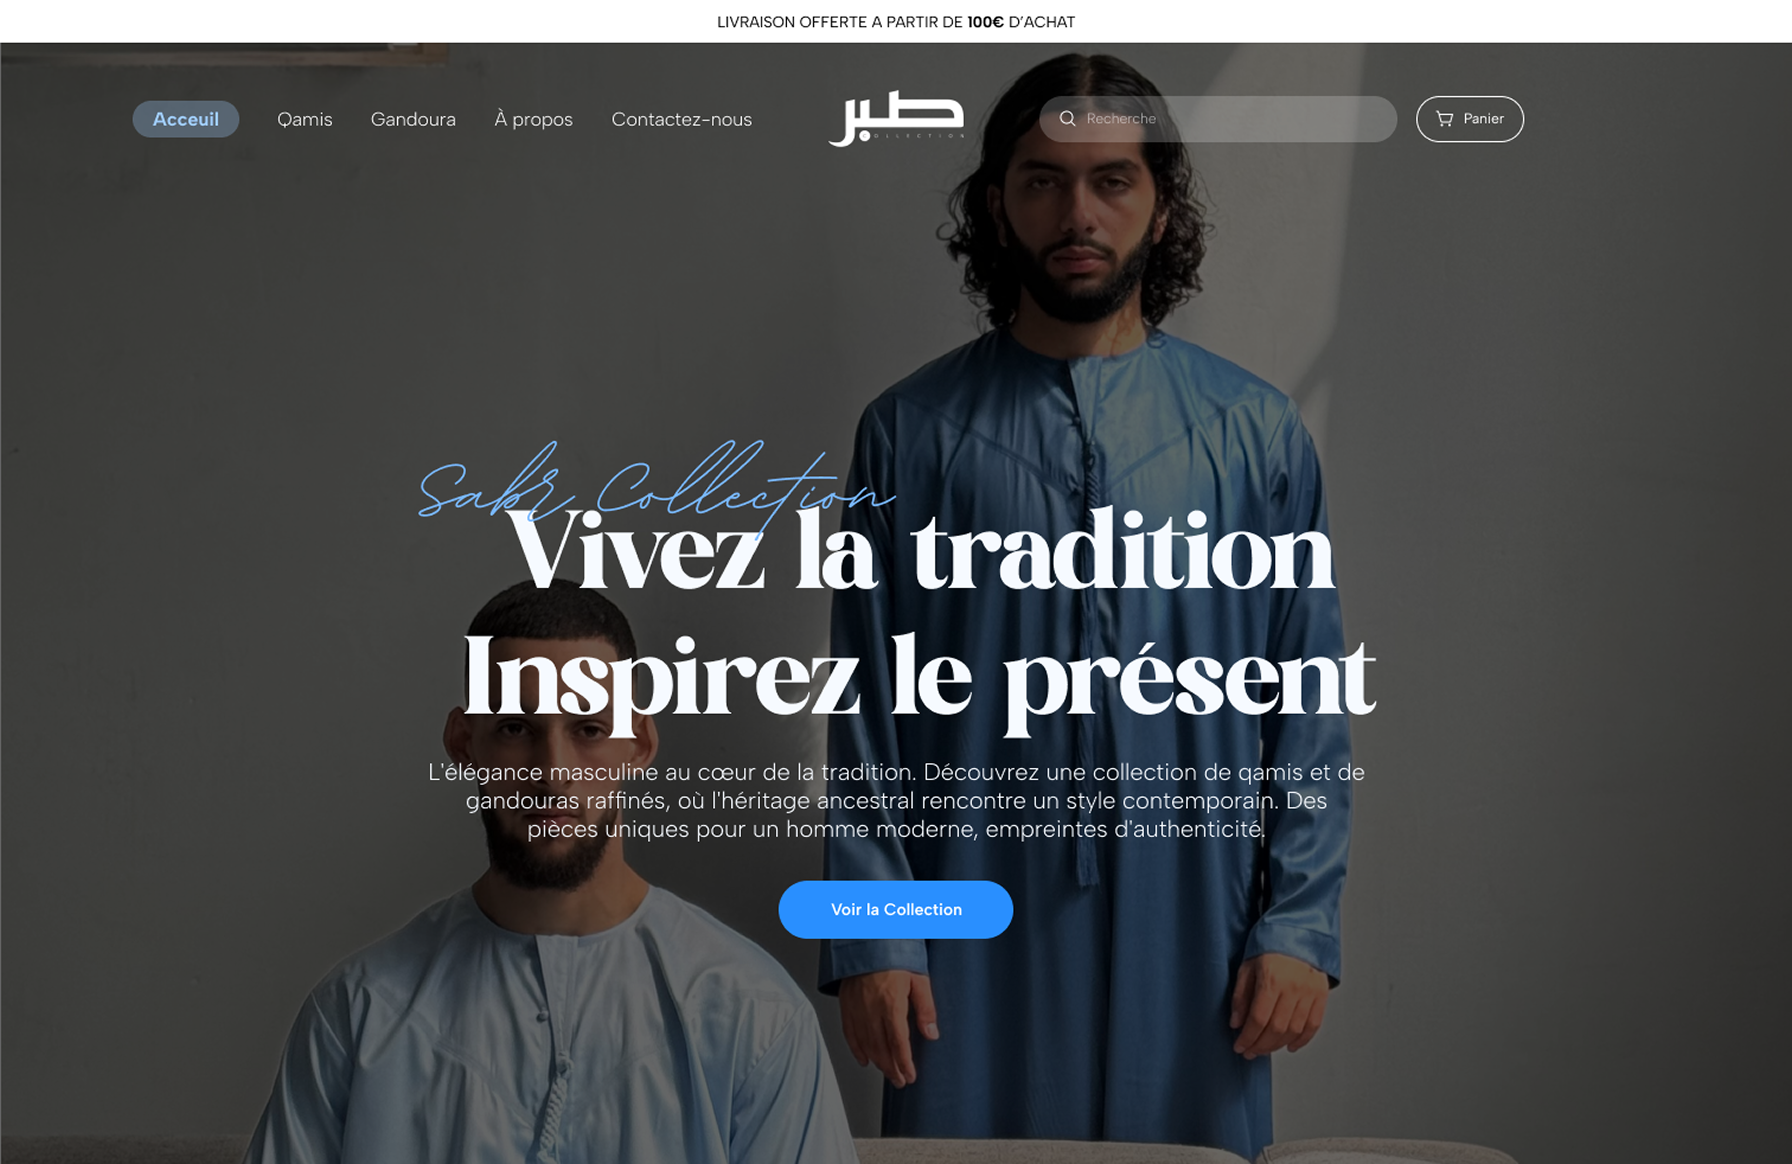 LIVRAISON OFFERTE A PARTIR DE 100€ D’ACHAT
Acceuil
Qamis
Gandoura
À propos
Contactez-nous
صبر
COLLECTION
Recherche
Panier
Sabr Collection
Vivez la tradition
Inspirez le présent
L'élégance masculine au cœur de la tradition. Découvrez une collection de qamis et de
gandouras raffinés, où l'héritage ancestral rencontre un style contemporain. Des
pièces uniques pour un homme moderne, empreintes d'authenticité.
Voir la Collection